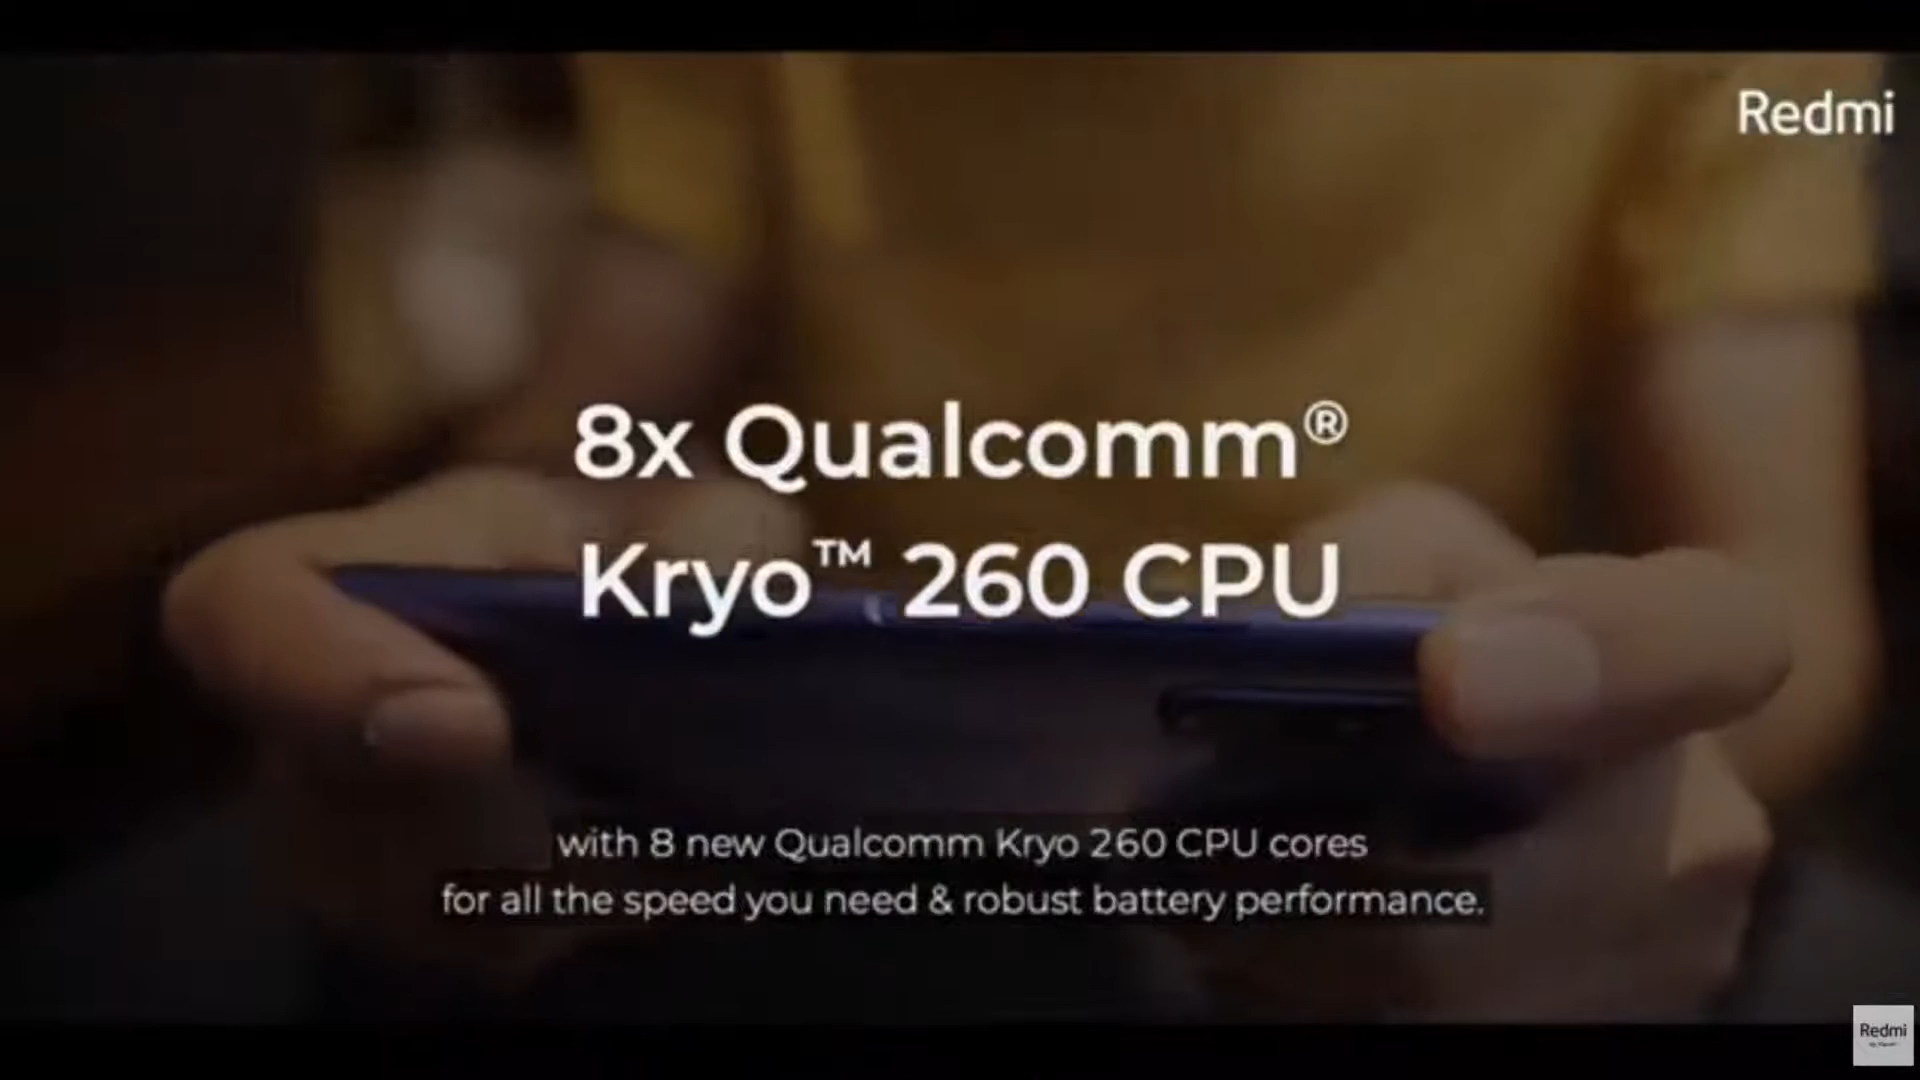 Redmi
8x Qualcomm®
Kryo™ 260 CPU
with 8 new Qualcomm Kryo 260 CPU cores
for all the speed you need & robust battery performance.
Redmi